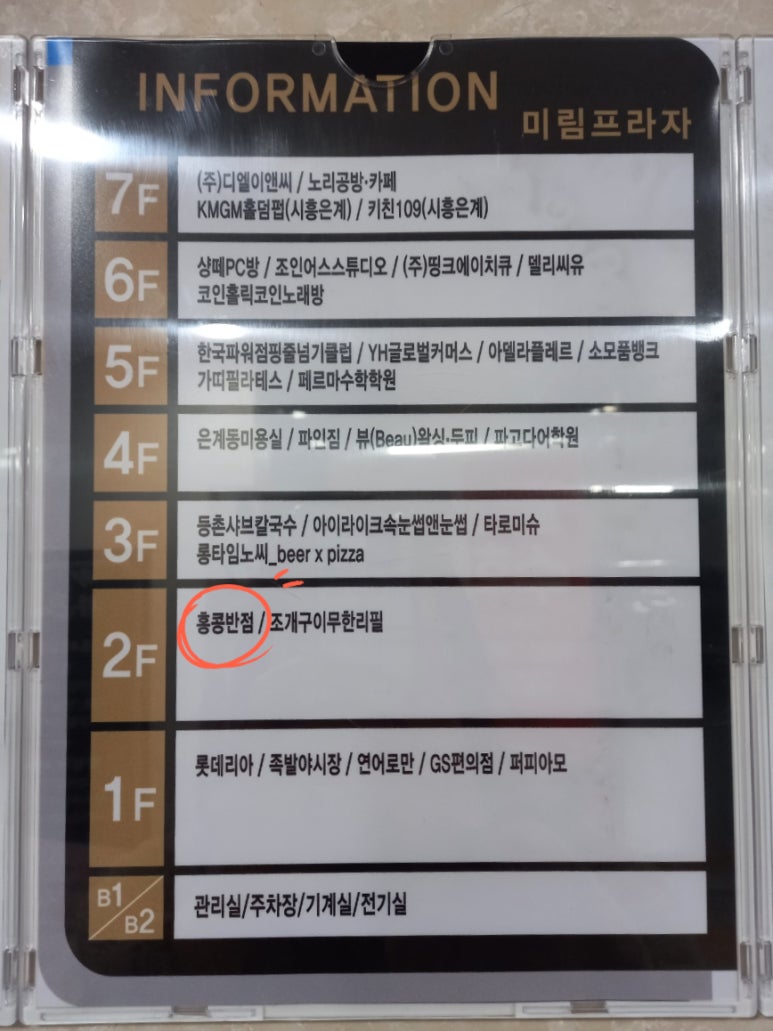 INFORMATION
미림프라자
7F
(주)디엘이앤씨 / 노리공방·카페
KMGM홀덤펍(시흥은계) / 키친109(시흥은계)
6F
샹떼PC방 / 조인어스스튜디오 / (주)띵크에이치큐 / 델리씨유
코인홀릭코인노래방
5F
한국파워점핑줄넘기클럽 / YH글로벌커머스 / 아델라플레르 / 소모품뱅크
가띠필라테스 / 페르마수학학원
4F
은계동미용실 / 파인짐 / 뷰(Beau)왁싱·두피 / 파고다어학원
3F
등촌샤브칼국수 / 아이라이크속눈썹앤눈썹 / 타로미슈
롱타임노씨_beer x pizza
2F
홍콩반점 / 조개구이무한리필
1F
롯데리아 / 족발야시장 / 연어로만 / GS편의점 / 퍼피아모
B1/B2
관리실/주차장/기계실/전기실